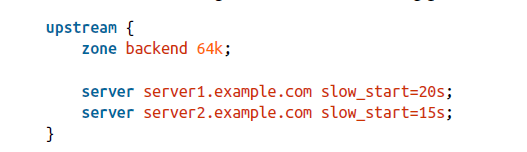 upstream {
    zone backend 64k;
    server server1.example.com slow_start=20s;
    server server2.example.com slow_start=15s;
}